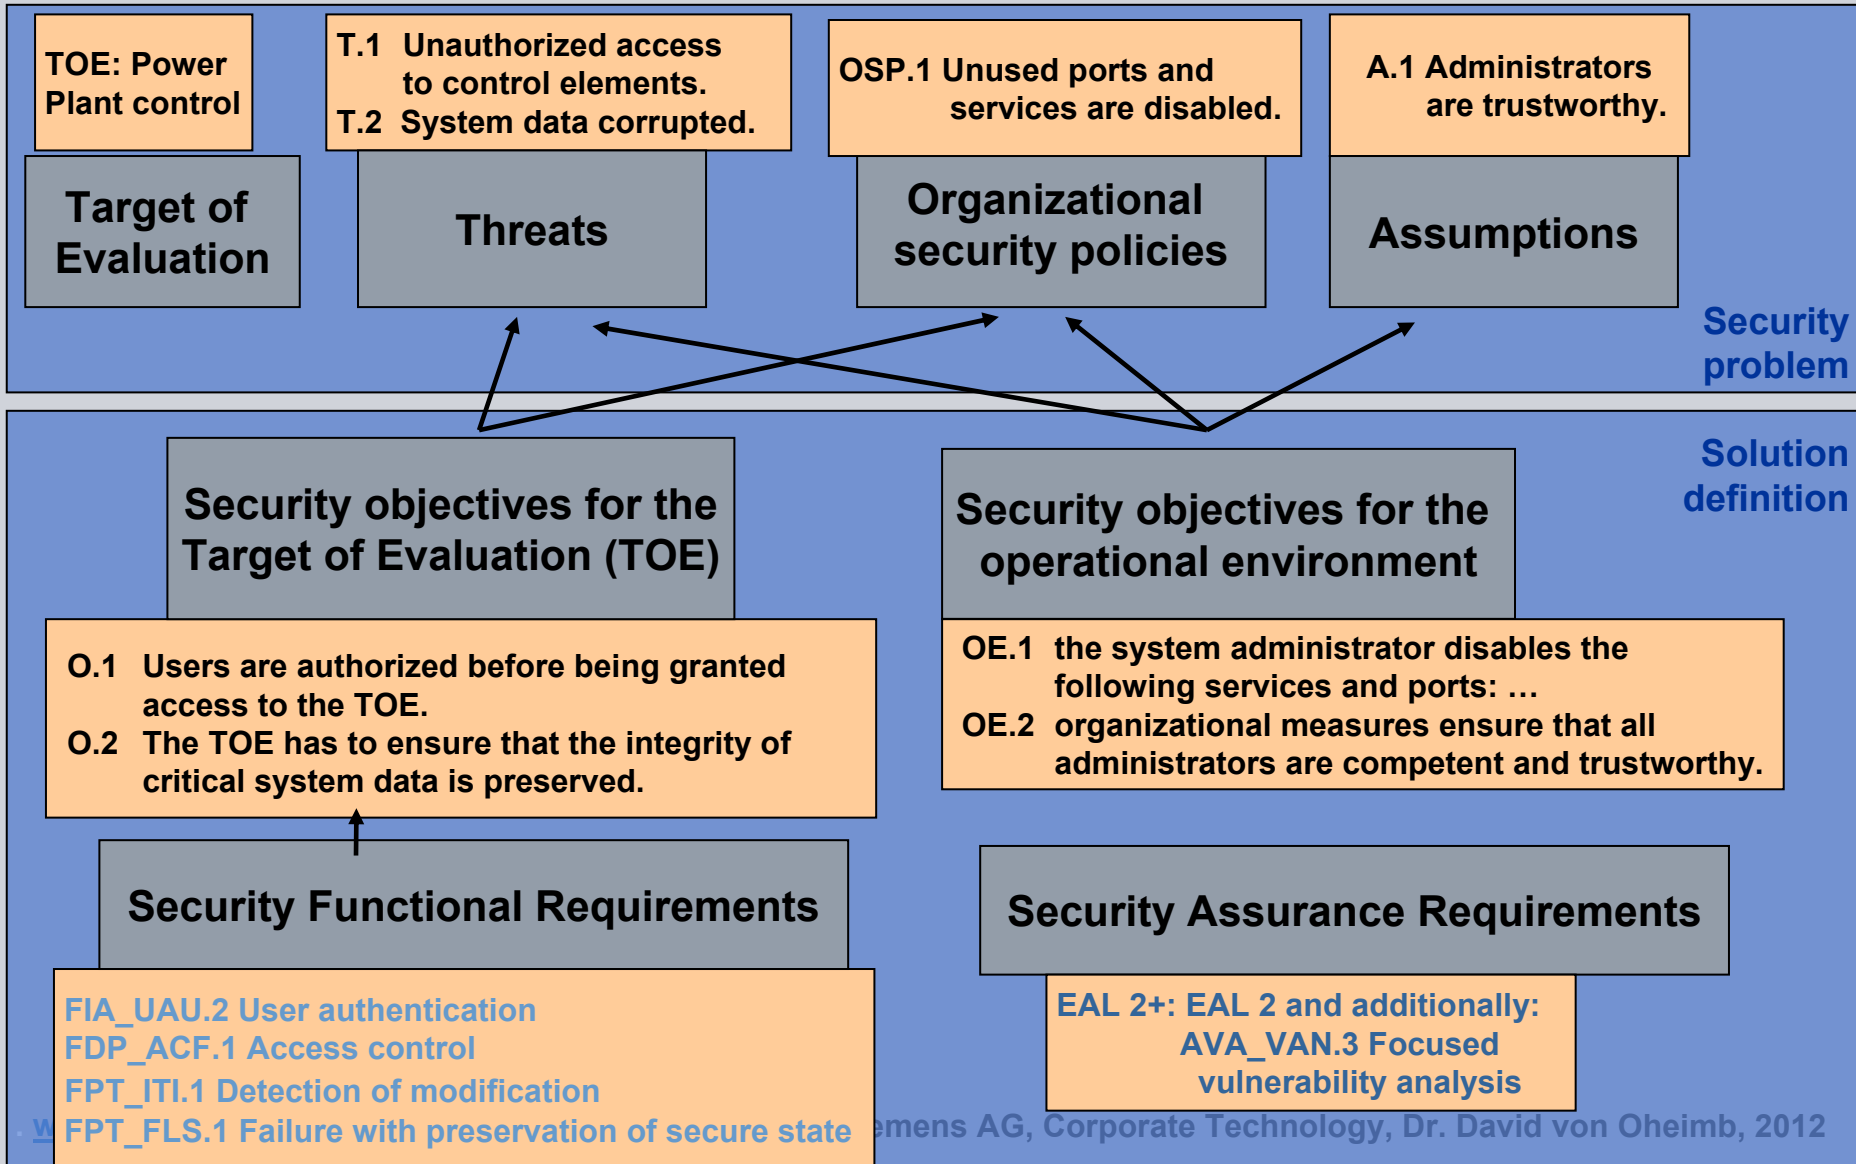 TOE: Power
Plant control
Target of
Evaluation
T.1 Unauthorized access
to control elements.
T.2 System data corrupted.
Threats
OSP.1 Unused ports and
services are disabled.
Organizational
security policies
A.1 Administrators
are trustworthy.
Assumptions
Security
problem
Solution
definition
Security objectives for the
Target of Evaluation (TOE)
O.1 Users are authorized before being granted
access to the TOE.
O.2 The TOE has to ensure that the integrity of
critical system data is preserved.
Security objectives for the
operational environment
OE.1 the system administrator disables the
following services and ports: …
OE.2 organizational measures ensure that all
administrators are competent and trustworthy.
Security Functional Requirements
FIA_UAU.2 User authentication
FDP_ACF.1 Access control
FPT_ITI.1 Detection of modification
FPT_FLS.1 Failure with preservation of secure state
Security Assurance Requirements
EAL 2+: EAL 2 and additionally:
AVA_VAN.3 Focused
vulnerability analysis
emens AG, Corporate Technology, Dr. David von Oheimb, 2012